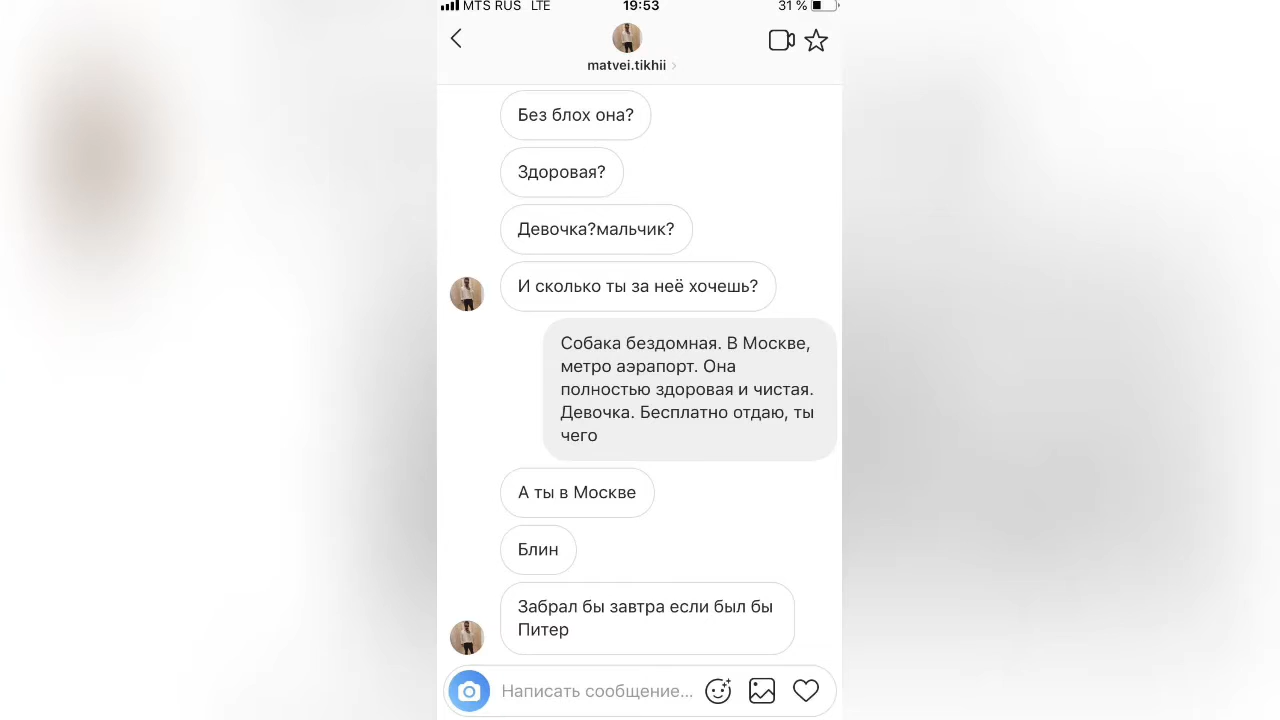 MTS RUS LTE 19:53 31 %
matvei.tikhii
Без блох она?
Здоровая?
Девочка?мальчик?
И сколько ты за неё хочешь?
Собака бездомная. В Москве,
метро аэрапорт. Она
полностью здоровая и чистая.
Девочка. Бесплатно отдаю, ты
чего
А ты в Москве
Блин
Забрал бы завтра если был бы
Питер
Написать сообщение...